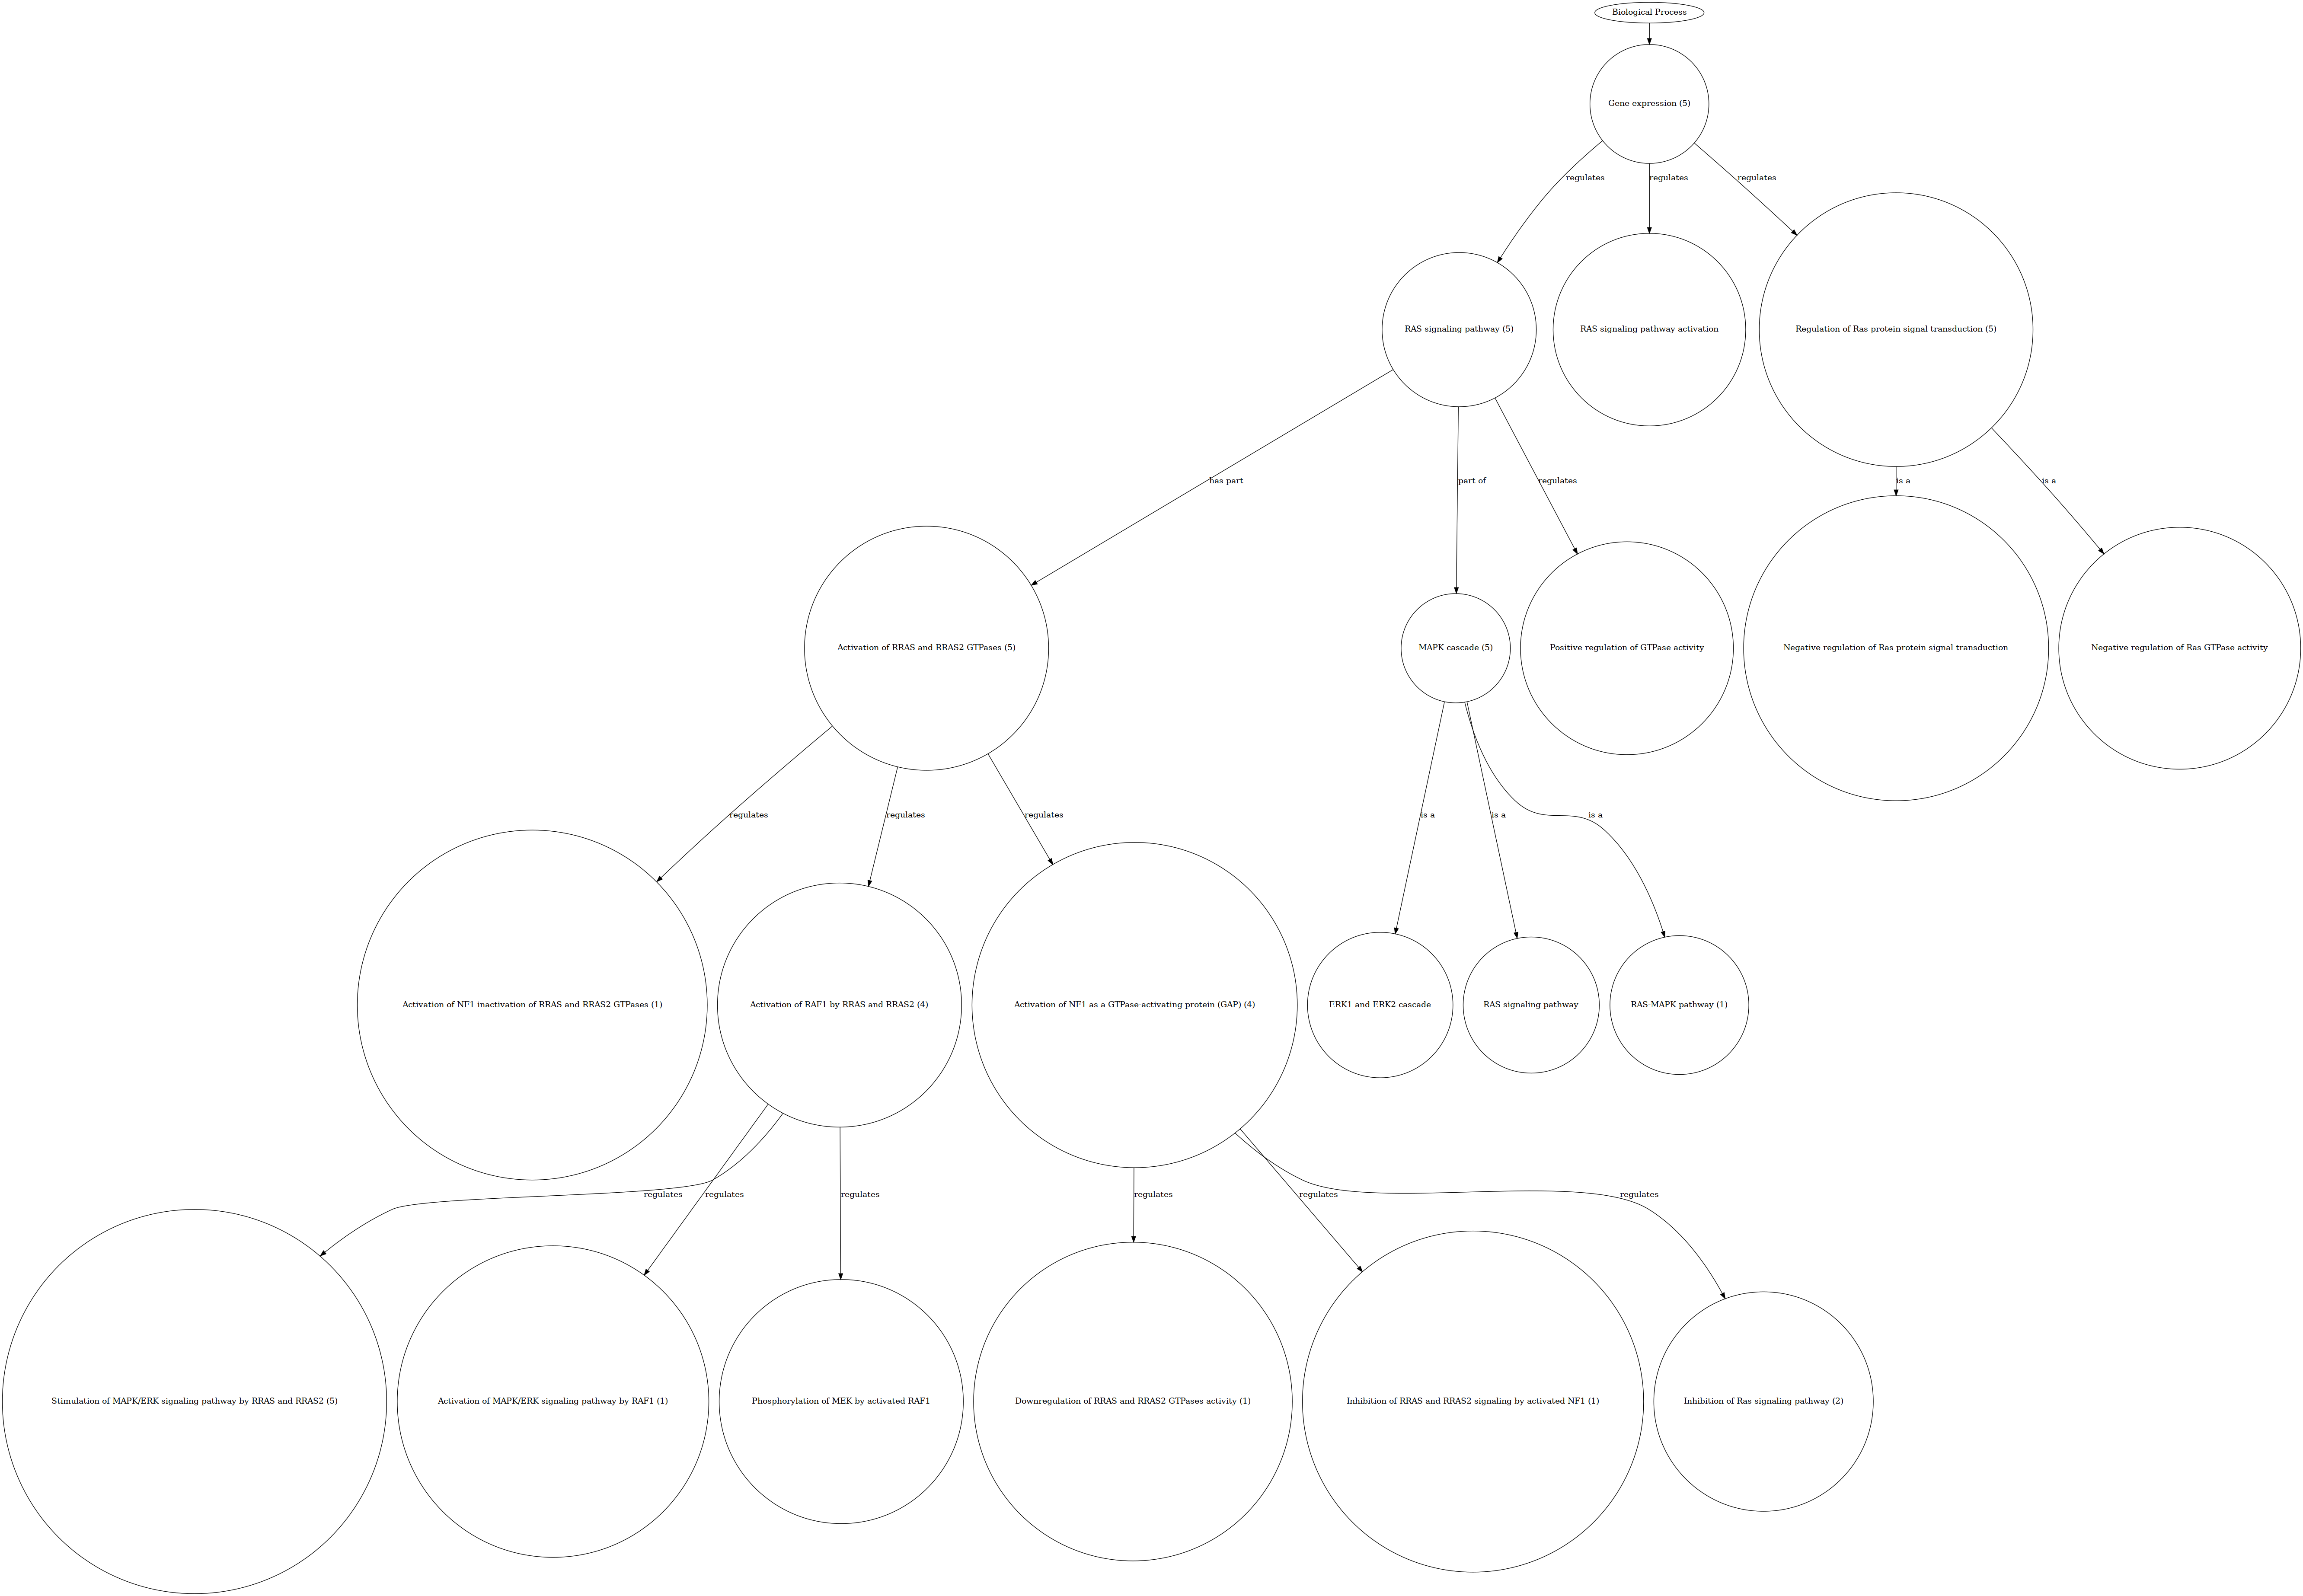 Biological Process
Gene expression (5)
regulates
regulates
regulates
RAS signaling pathway (5)
RAS signaling pathway activation
Regulation of Ras protein signal transduction (5)
has part
part of
regulates
is a
is a
Activation of RRAS and RRAS2 GTPases (5)
MAPK cascade (5)
Positive regulation of GTPase activity
Negative regulation of Ras protein signal transduction
Negative regulation of Ras GTPase activity
regulates
regulates
regulates
is a
is a
is a
Activation of NF1 inactivation of RRAS and RRAS2 GTPases (1)
Activation of RAF1 by RRAS and RRAS2 (4)
Activation of NF1 as a GTPase-activating protein (GAP) (4)
ERK1 and ERK2 cascade
RAS signaling pathway
RAS-MAPK pathway (1)
regulates
regulates
regulates
regulates
regulates
regulates
Stimulation of MAPK/ERK signaling pathway by RRAS and RRAS2 (5)
Activation of MAPK/ERK signaling pathway by RAF1 (1)
Phosphorylation of MEK by activated RAF1
Downregulation of RRAS and RRAS2 GTPases activity (1)
Inhibition of RRAS and RRAS2 signaling by activated NF1 (1)
Inhibition of Ras signaling pathway (2)